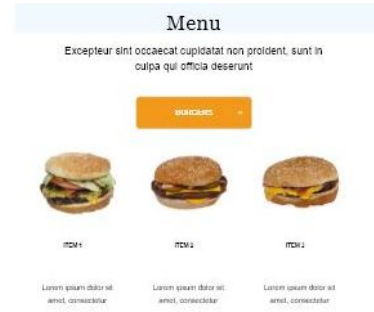 Menu
Excepteur sint occaecat cupidatat non proident, sunt in
culpa qui officia deserunt
BURGERS
ITEM 1 ITEM 2 ITEM 3
Lorem ipsum dolor sit Lorem ipsum dolor sit Lorem ipsum dolor sit
amet, consectetur amet, consectetur amet, consectetur